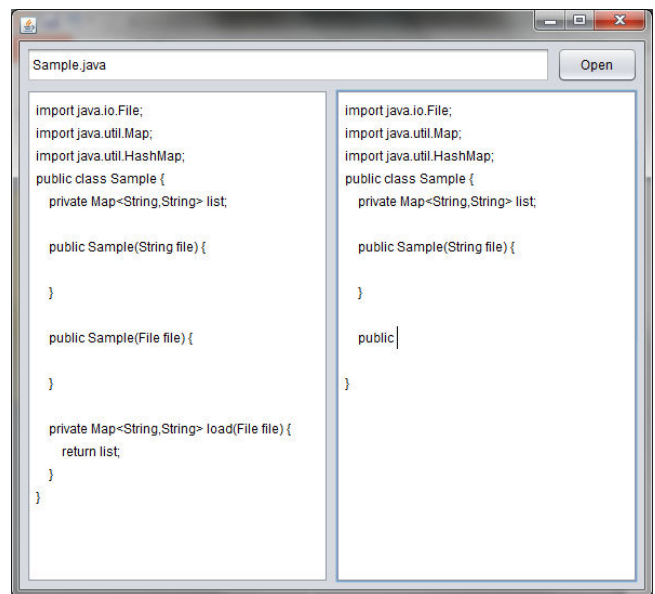 Sample.java
Open
import java.io.File;
import java.util.Map;
import java.util.HashMap;
public class Sample {
private Map<String,String> list;
public Sample(String file) {
}
public Sample(File file) {
}
private Map<String,String> load(File file) {
return list;
}
}
import java.io.File;
import java.util.Map;
import java.util.HashMap;
public class Sample {
private Map<String,String> list;
public Sample(String file) {
}
public
}